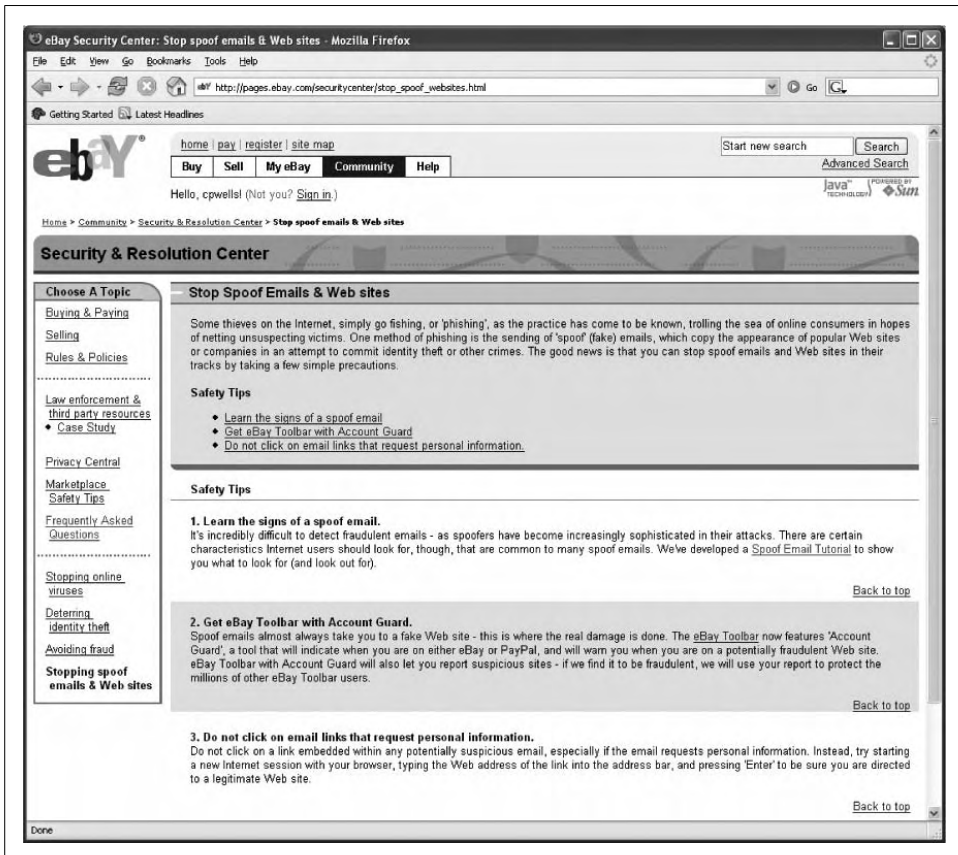 eBay Security Center: Stop spoof emails & Web sites - Mozilla Firefox
File Edit View Go Bookmarks Tools Help
http://pages.ebay.com/securitycenter/stop_spoof_websites.html
Go
Getting Started Latest Headlines
ebaY®
home | pay | register | site map
Start new search Search
Buy Sell My eBay Community Help
Advanced Search
Hello, cpwells! (Not you? Sign in.)
Java™ TECHNOLOGY POWERED BY Sun
Home > Community > Security & Resolution Center > Stop spoof emails & Web sites
Security & Resolution Center
Choose A Topic
Buying & Paying
Selling
Rules & Policies
Law enforcement &
third party resources
Case Study
Privacy Central
Marketplace
Safety Tips
Frequently Asked
Questions
Stopping online
viruses
Deterring
identity theft
Avoiding fraud
Stopping spoof
emails & Web sites
Stop Spoof Emails & Web sites
Some thieves on the Internet, simply go fishing, or 'phishing', as the practice has come to be known, trolling the sea of online consumers in hopes
of netting unsuspecting victims. One method of phishing is the sending of 'spoof' (fake) emails, which copy the appearance of popular Web sites
or companies in an attempt to commit identity theft or other crimes. The good news is that you can stop spoof emails and Web sites in their
tracks by taking a few simple precautions.
Safety Tips
Learn the signs of a spoof email
Get eBay Toolbar with Account Guard
Do not click on email links that request personal information.
Safety Tips
1. Learn the signs of a spoof email.
It's incredibly difficult to detect fraudulent emails - as spoofers have become increasingly sophisticated in their attacks. There are certain
characteristics Internet users should look for, though, that are common to many spoof emails. We've developed a Spoof Email Tutorial to show
you what to look for (and look out for).
Back to top
2. Get eBay Toolbar with Account Guard.
Spoof emails almost always take you to a fake Web site - this is where the real damage is done. The eBay Toolbar now features 'Account
Guard', a tool that will indicate when you are on either eBay or PayPal, and will warn you when you are on a potentially fraudulent Web site.
eBay Toolbar with Account Guard will also let you report suspicious sites - if we find it to be fraudulent, we will use your report to protect the
millions of other eBay Toolbar users.
Back to top
3. Do not click on email links that request personal information.
Do not click on a link embedded within any potentially suspicious email, especially if the email requests personal information. Instead, try starting
a new Internet session with your browser, typing the Web address of the link into the address bar, and pressing 'Enter' to be sure you are directed
to a legitimate Web site.
Back to top
Done